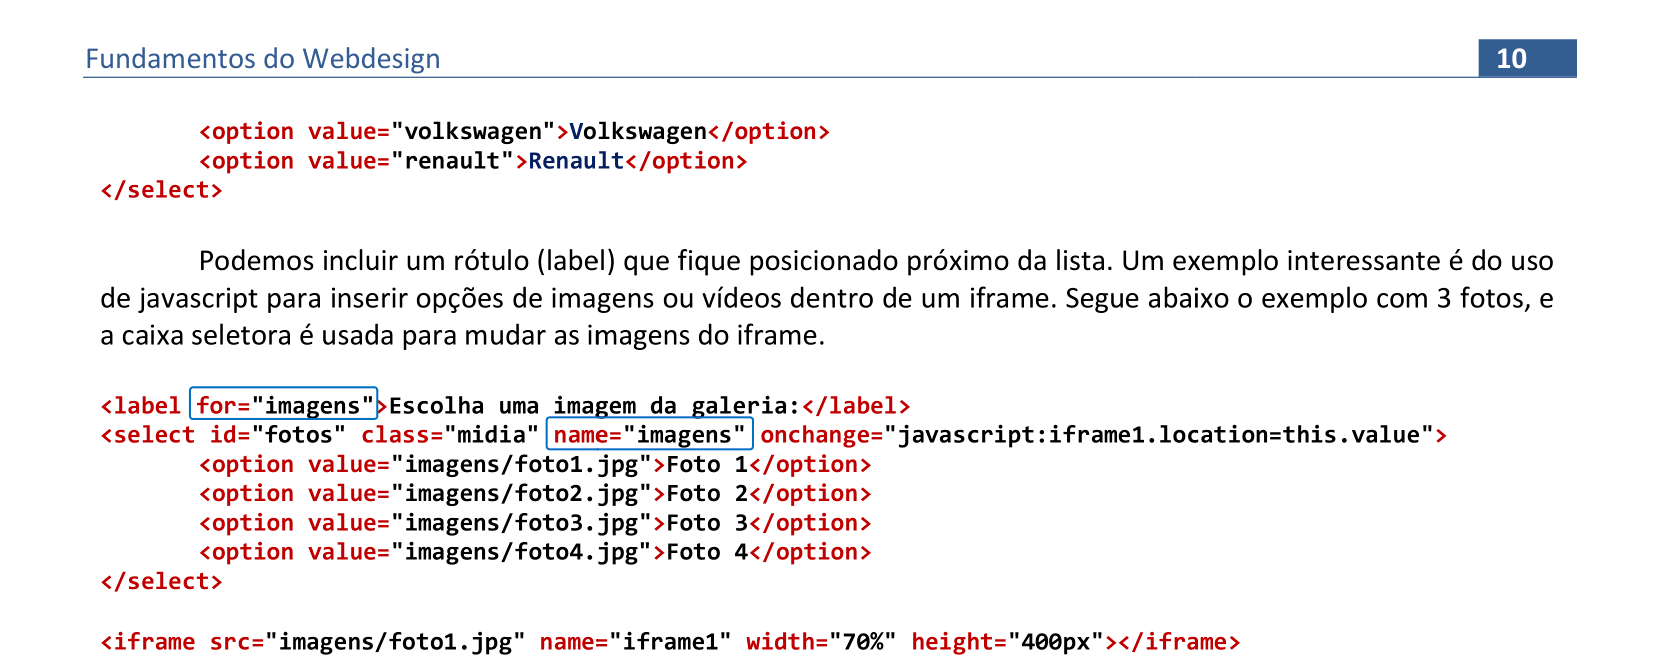 Fundamentos do Webdesign 10
<option value="volkswagen">Volkswagen</option>
<option value="renault">Renault</option>
</select>
Podemos incluir um rótulo (label) que fique posicionado próximo da lista. Um exemplo interessante é do uso
de javascript para inserir opções de imagens ou vídeos dentro de um iframe. Segue abaixo o exemplo com 3 fotos, e
a caixa seletora é usada para mudar as imagens do iframe.
<label for="imagens">Escolha uma imagem da galeria:</label>
<select id="fotos" class="midia" name="imagens" onchange="javascript:iframe1.location=this.value">
<option value="imagens/foto1.jpg">Foto 1</option>
<option value="imagens/foto2.jpg">Foto 2</option>
<option value="imagens/foto3.jpg">Foto 3</option>
<option value="imagens/foto4.jpg">Foto 4</option>
</select>
<iframe src="imagens/foto1.jpg" name="iframe1" width="70%" height="400px"></iframe>